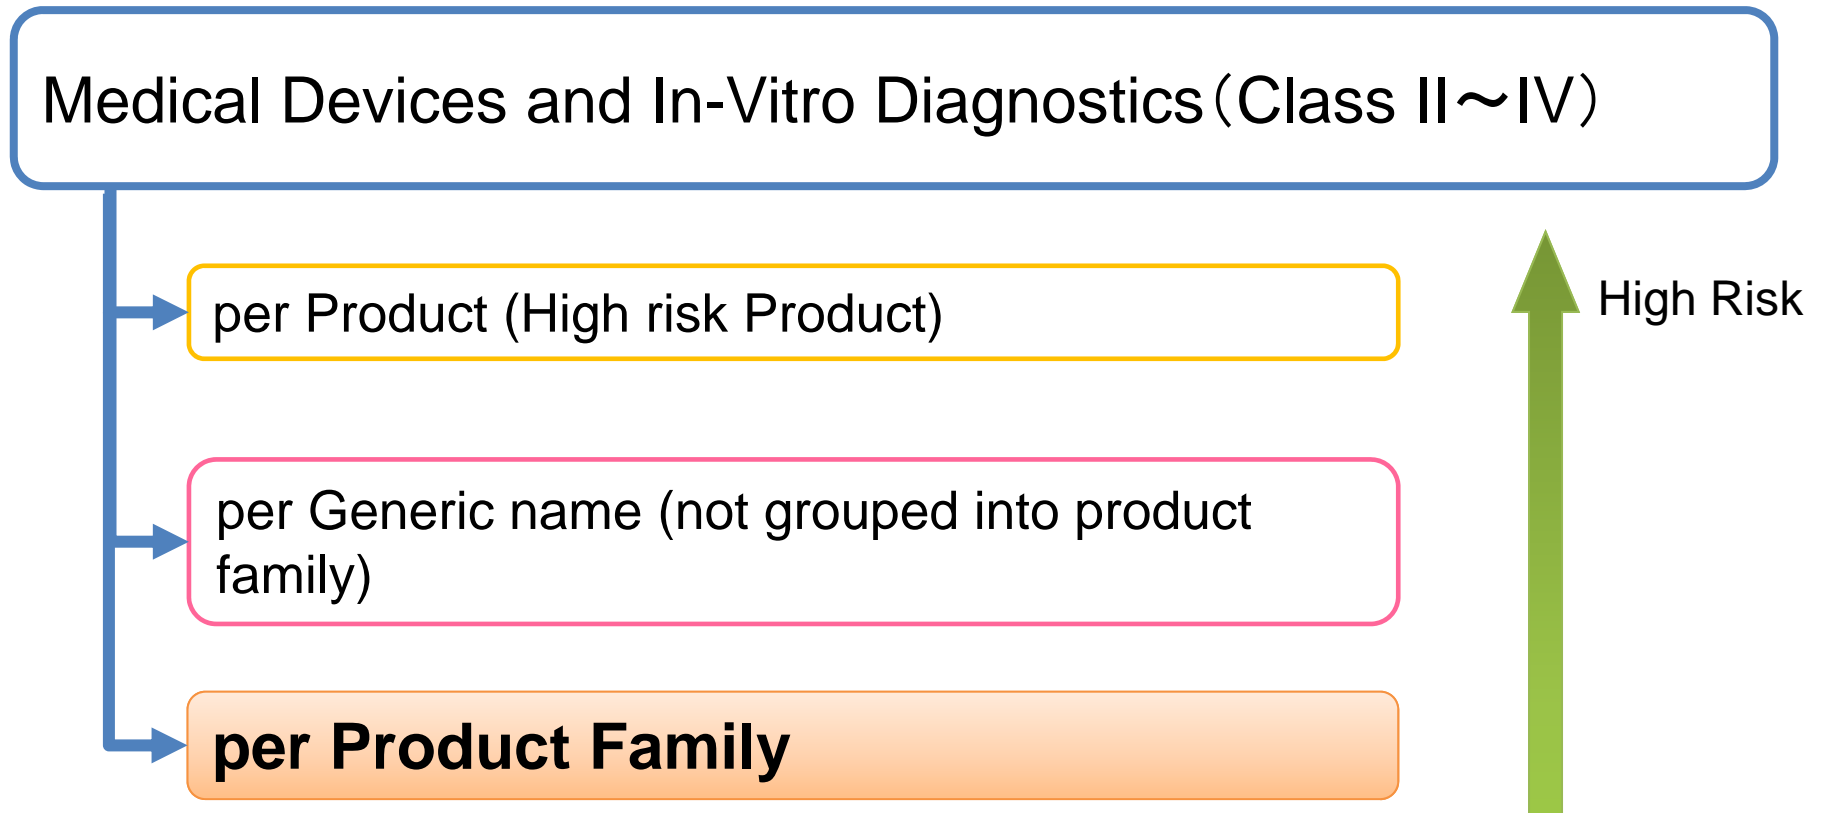 Medical Devices and In-Vitro Diagnostics（Class II～IV）
per Product (High risk Product)
High Risk
per Generic name (not grouped into product
family)
per Product Family